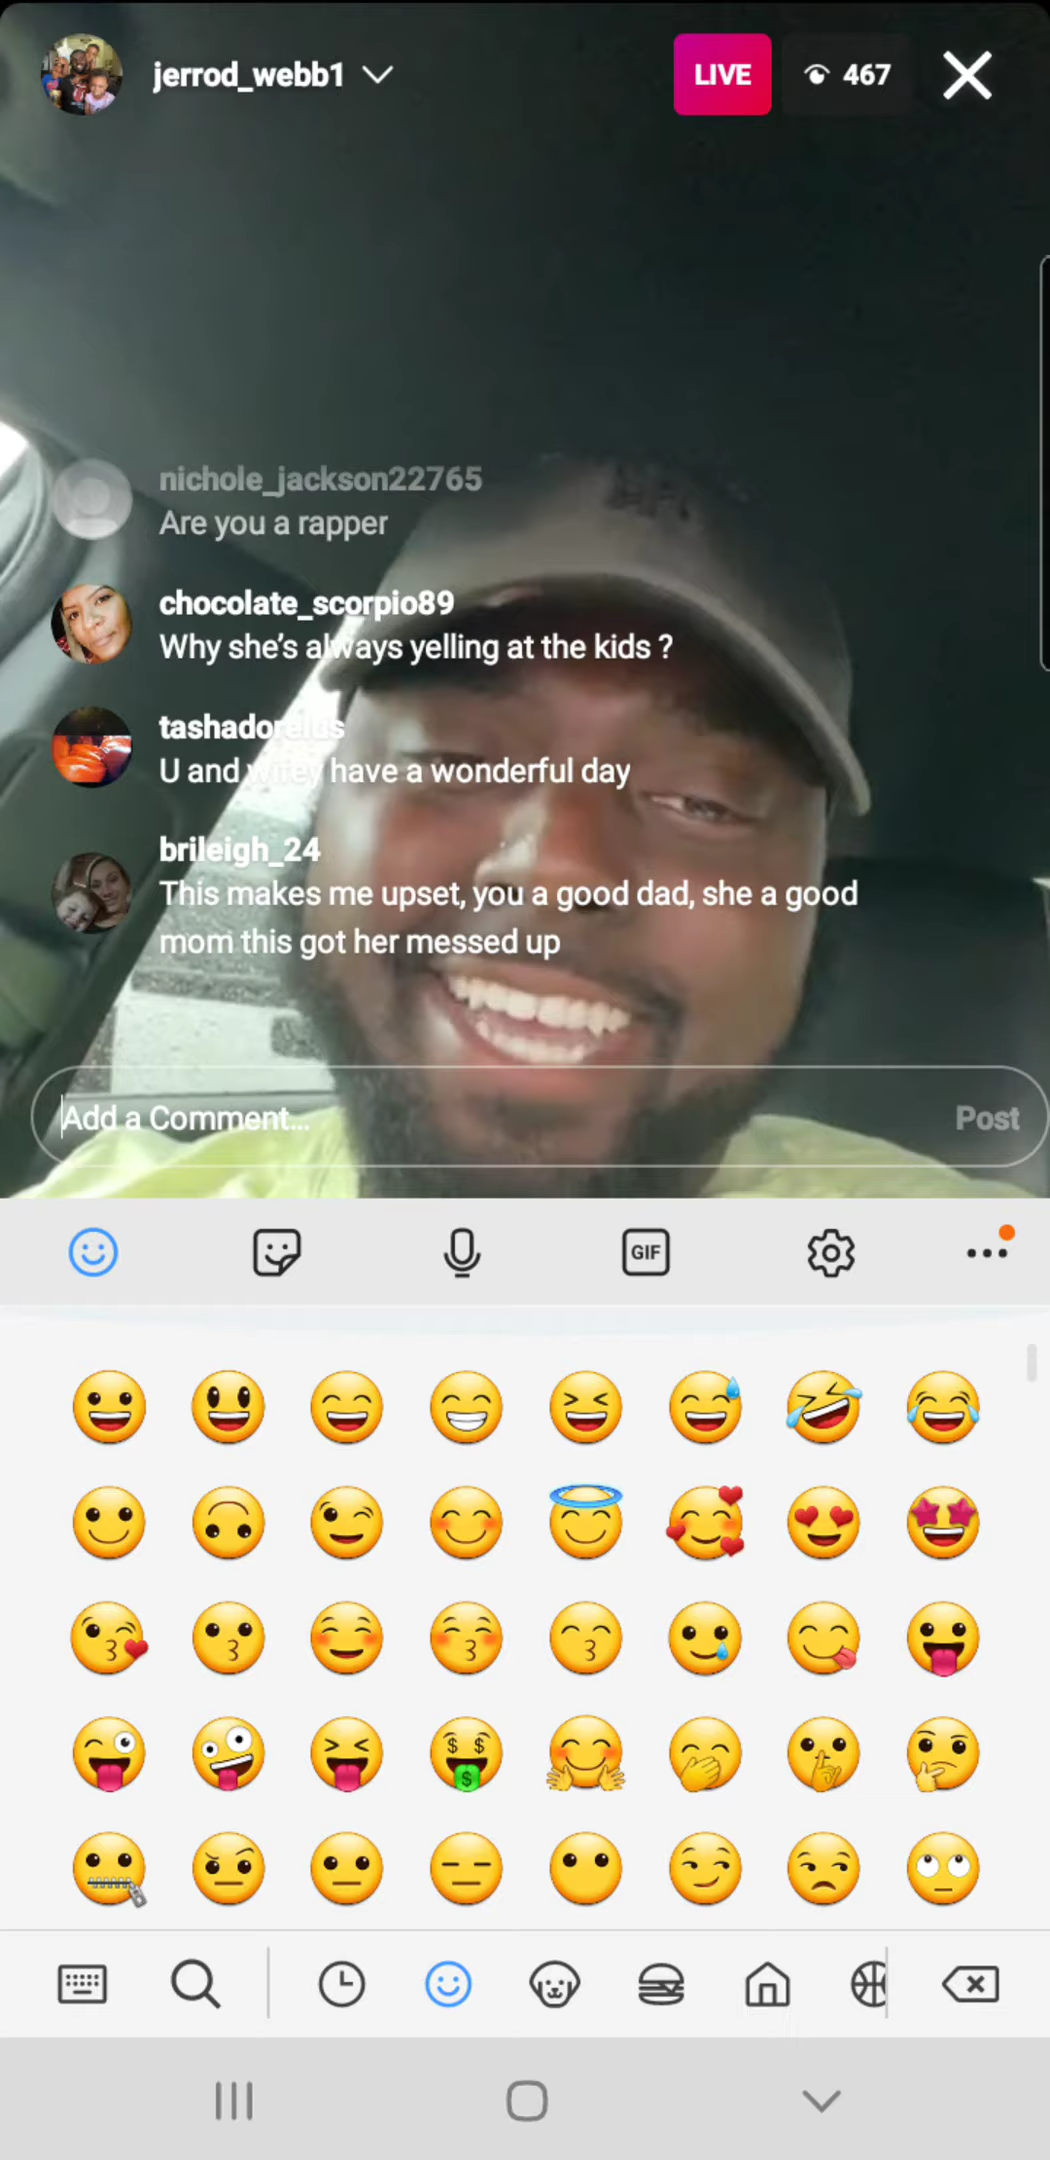 jerrod_webb1
LIVE
467
nichole_jackson22765
Are you a rapper
chocolate_scorpio89
Why she's always yelling at the kids ?
tashadorelus
U and wifey have a wonderful day
brileigh_24
This makes me upset, you a good dad, she a good
mom this got her messed up
Add a Comment...
Post
GIF